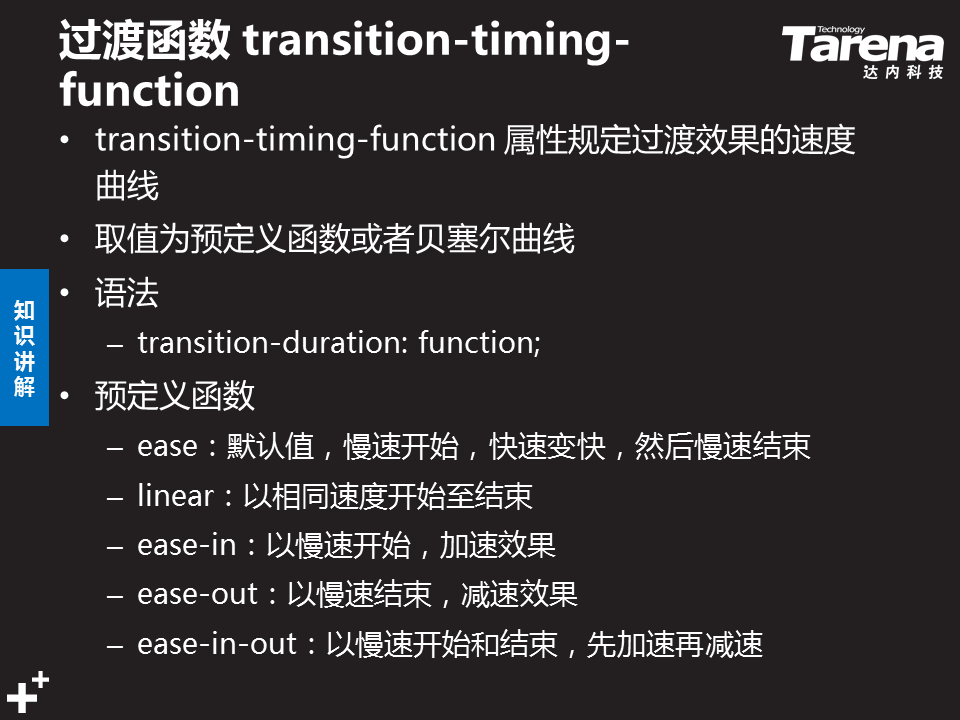 过渡函数 transition-timing-
function
Technology
Tarena
达内科技
• transition-timing-function 属性规定过渡效果的速度
曲线
• 取值为预定义函数或者贝塞尔曲线
• 语法
– transition-duration: function;
• 预定义函数
– ease：默认值，慢速开始，快速变快，然后慢速结束
– linear：以相同速度开始至结束
– ease-in：以慢速开始，加速效果
– ease-out：以慢速结束，减速效果
– ease-in-out：以慢速开始和结束，先加速再减速
知
识
讲
解